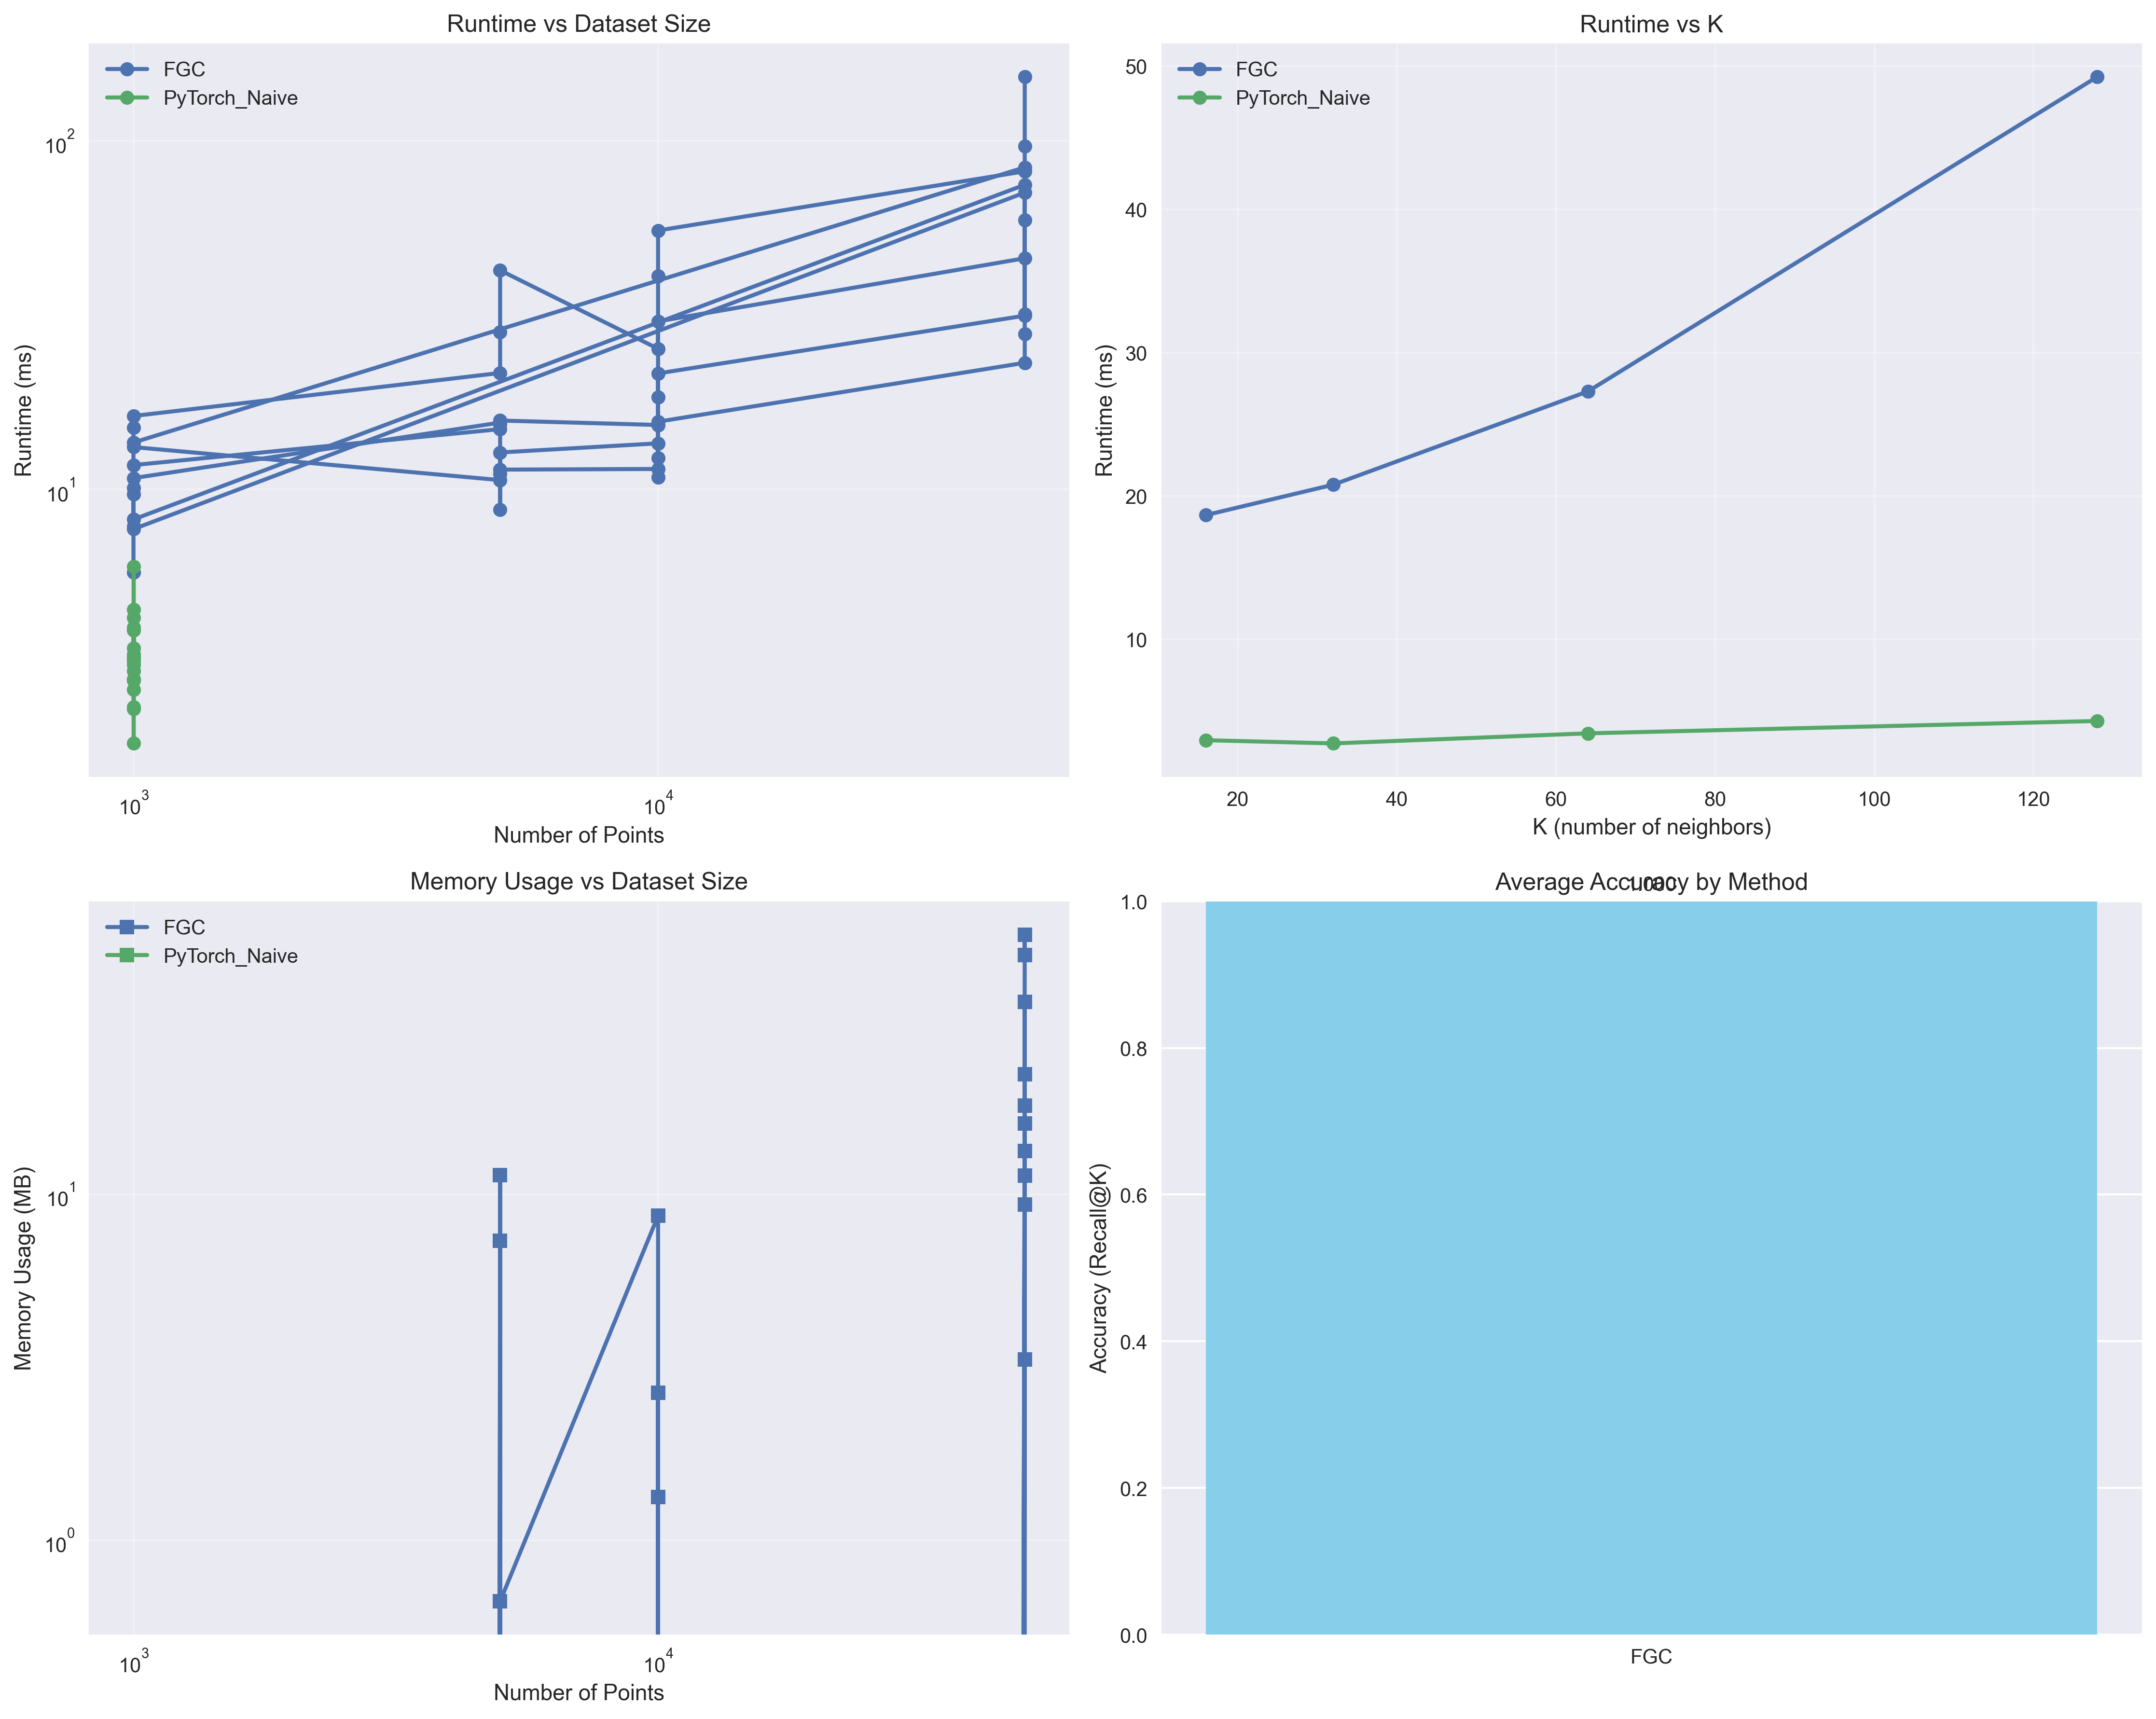 Runtime vs Dataset Size
FGC
PyTorch_Naive
10^2
10^1
Runtime (ms)
10^3
10^4
Number of Points
Runtime vs K
FGC
PyTorch_Naive
50
40
30
20
10
Runtime (ms)
20 40 60 80 100 120
K (number of neighbors)
Memory Usage vs Dataset Size
FGC
PyTorch_Naive
10^1
10^0
Memory Usage (MB)
10^3
10^4
Number of Points
Average Accuracy by Method
1.000
1.0
0.8
0.6
0.4
0.2
0.0
Accuracy (Recall@K)
FGC